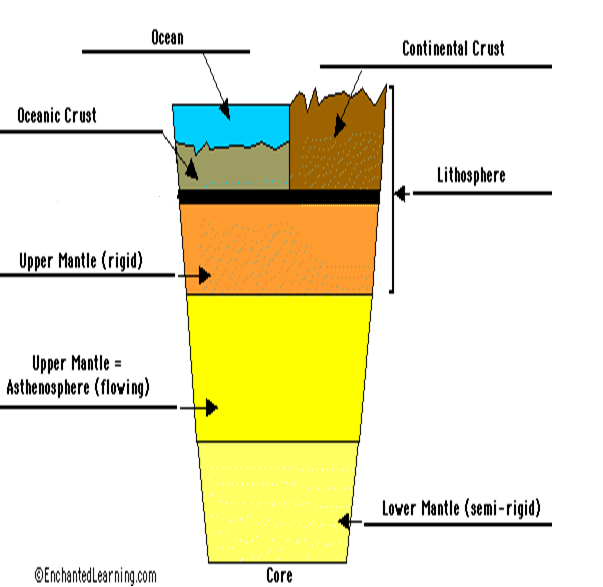 Ocean
Continental Crust
Oceanic Crust
Lithosphere
Upper Mantle (rigid)
Upper Mantle =
Asthenosphere (flowing)
Lower Mantle (semi-rigid)
©EnchantedLearning.com
Core